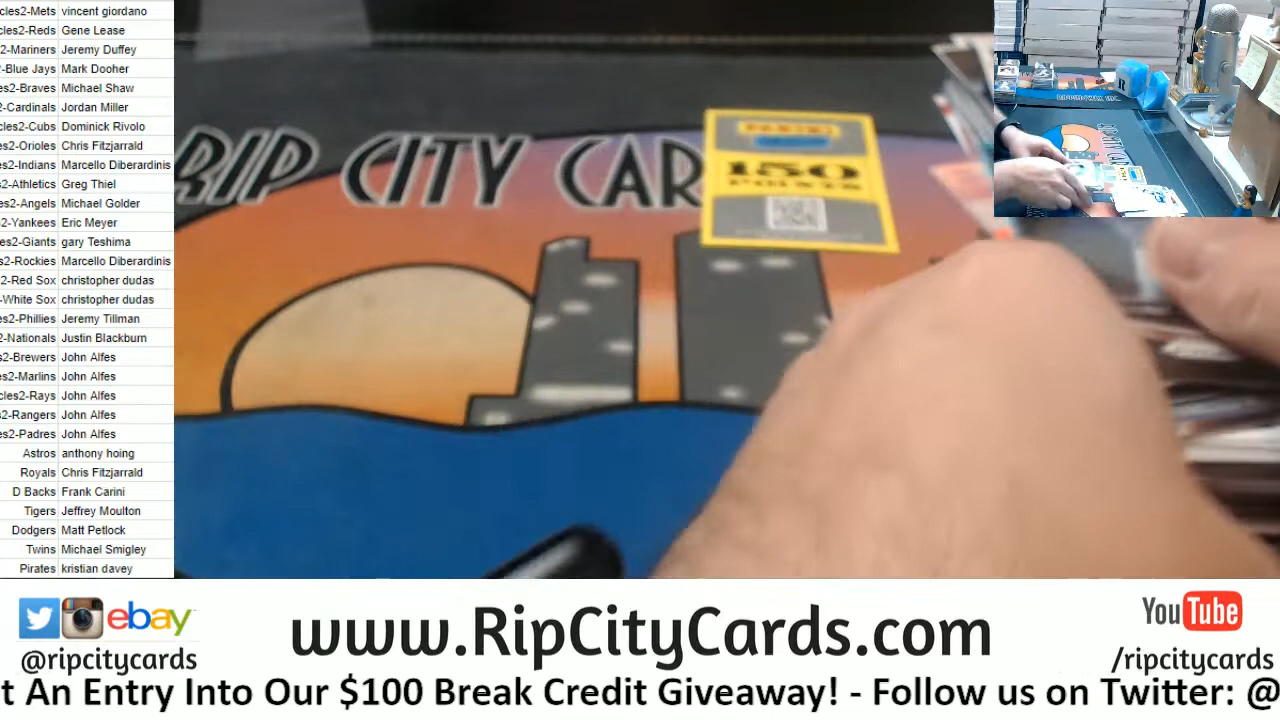 cles2-Mets vincent giordano
cles2-Reds Gene Lease
2-Mariners Jeremy Duffey
-Blue Jays Mark Dooher
es2-Braves Michael Shaw
2-Cardinals Jordan Miller
cles2-Cubs Dominick Rivolo
es2-Orioles Chris Fitzjarrald
es2-Indians Marcello Diberardinis
s2-Athletics Greg Thiel
es2-Angels Michael Golder
2-Yankees Eric Meyer
les2-Giants gary Teshima
es2-Rockies Marcello Diberardinis
2-Red Sox christopher dudas
-White Sox christopher dudas
es2-Phillies Jeremy Tillman
2-Nationals Justin Blackburn
s2-Brewers John Alfes
es2-Marlins John Alfes
cles2-Rays John Alfes
s2-Rangers John Alfes
es2-Padres John Alfes
Astros anthony hoing
Royals Chris Fitzjarrald
D Backs Frank Carini
Tigers Jeffrey Moulton
Dodgers Matt Petlock
Twins Michael Smigley
Pirates kristian davey
RIP CITY CAR
PANINI
150
POINTS
ebay
@ripcitycards
www.RipCityCards.com
YouTube
/ripcitycards
t An Entry Into Our $100 Break Credit Giveaway! - Follow us on Twitter: @